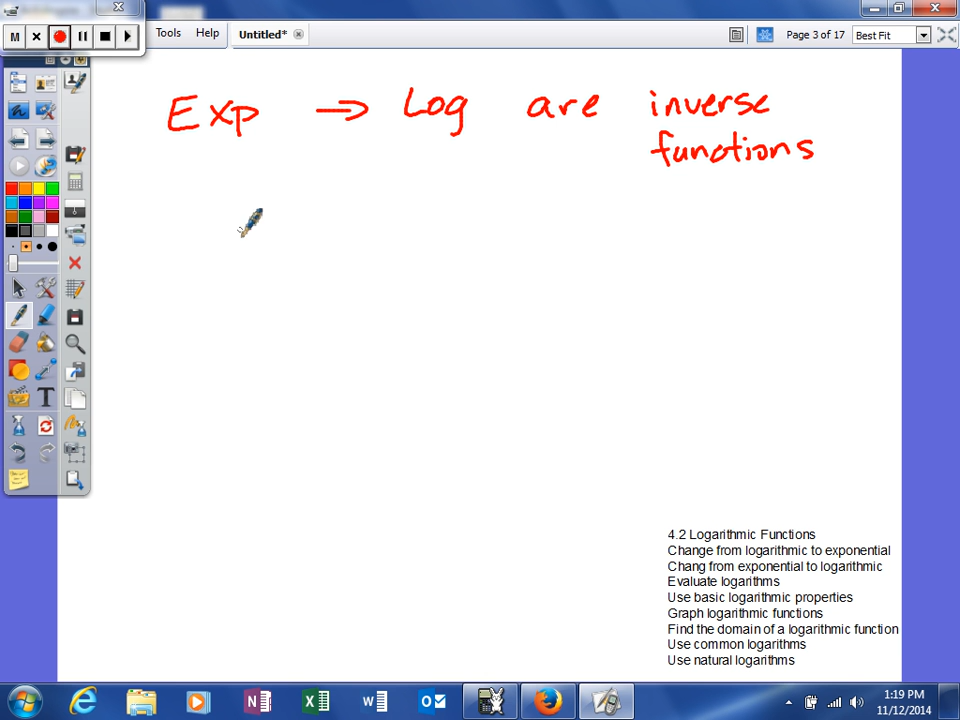 M
Tools Help Untitled* Page 3 of 17 Best Fit
Exp → Log are inverse
functions
T
4.2 Logarithmic Functions
Change from logarithmic to exponential
Chang from exponential to logarithmic
Evaluate logarithms
Use basic logarithmic properties
Graph logarithmic functions
Find the domain of a logarithmic function
Use common logarithms
Use natural logarithms
1:19 PM
11/12/2014